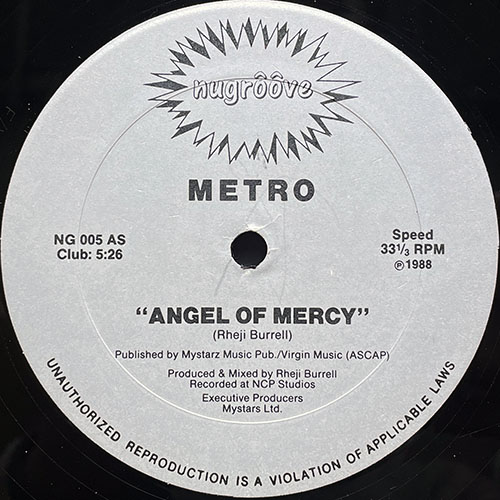 nugrôôve
METRO
NG 005 AS
Club: 5:26
Speed
33 1/3 RPM
℗ 1988
"ANGEL OF MERCY"
(Rheji Burrell)
Published by Mystarz Music Pub./Virgin Music (ASCAP)
Produced & Mixed by Rheji Burrell
Recorded at NCP Studios
Executive Producers
Mystars Ltd.
UNAUTHORIZED REPRODUCTION IS A VIOLATION OF APPLICABLE LAWS